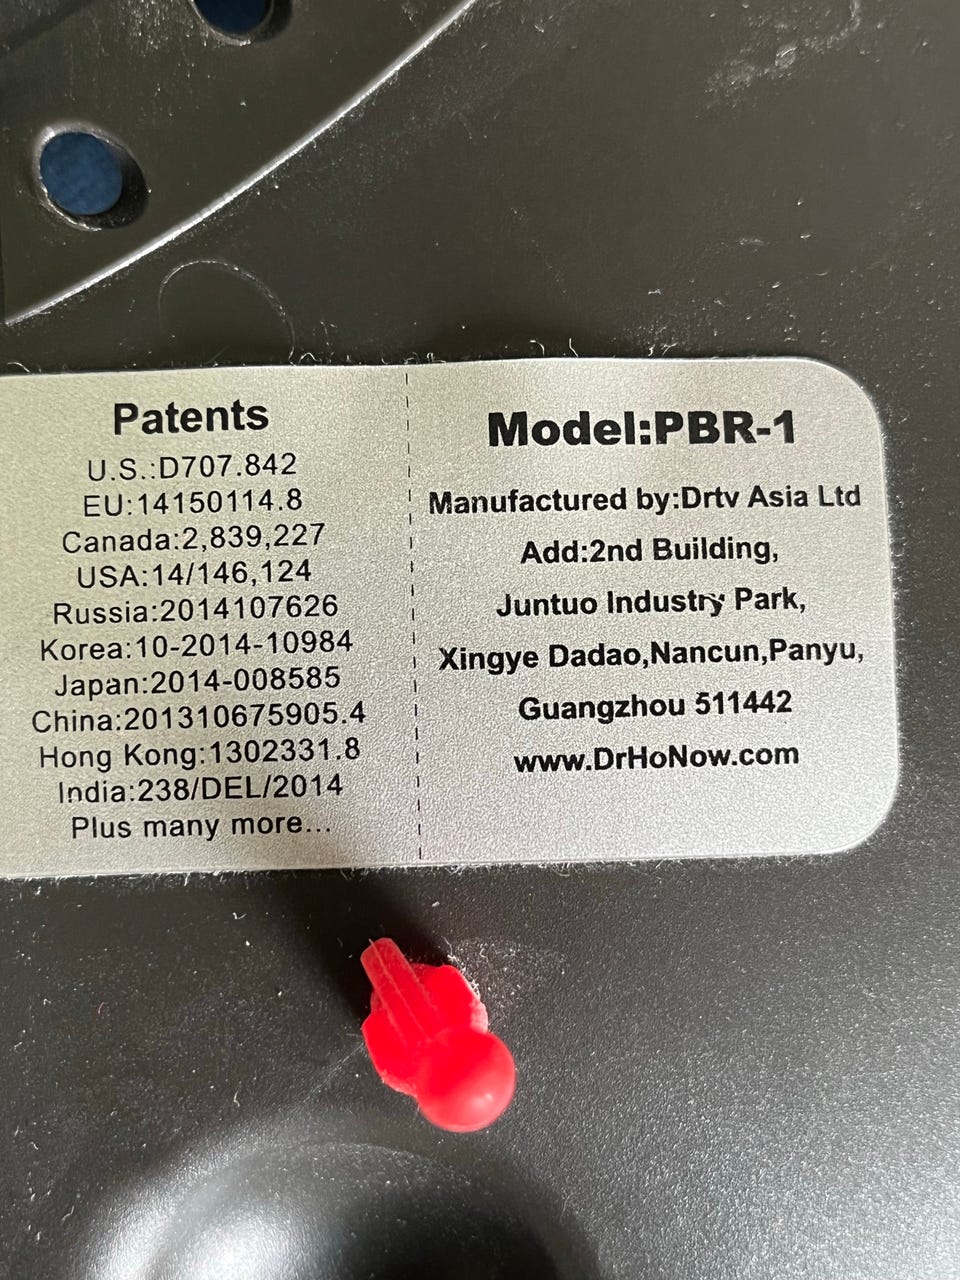 Patents
U.S.:D707.842
EU:14150114.8
Canada:2,839,227
USA:14/146,124
Russia:2014107626
Korea:10-2014-10984
Japan:2014-008585
China:201310675905.4
Hong Kong:1302331.8
India:238/DEL/2014
Plus many more...
Model:PBR-1
Manufactured by:Drtv Asia Ltd
Add:2nd Building,
Juntuo Industry Park,
Xingye Dadao,Nancun,Panyu,
Guangzhou 511442
www.DrHoNow.com